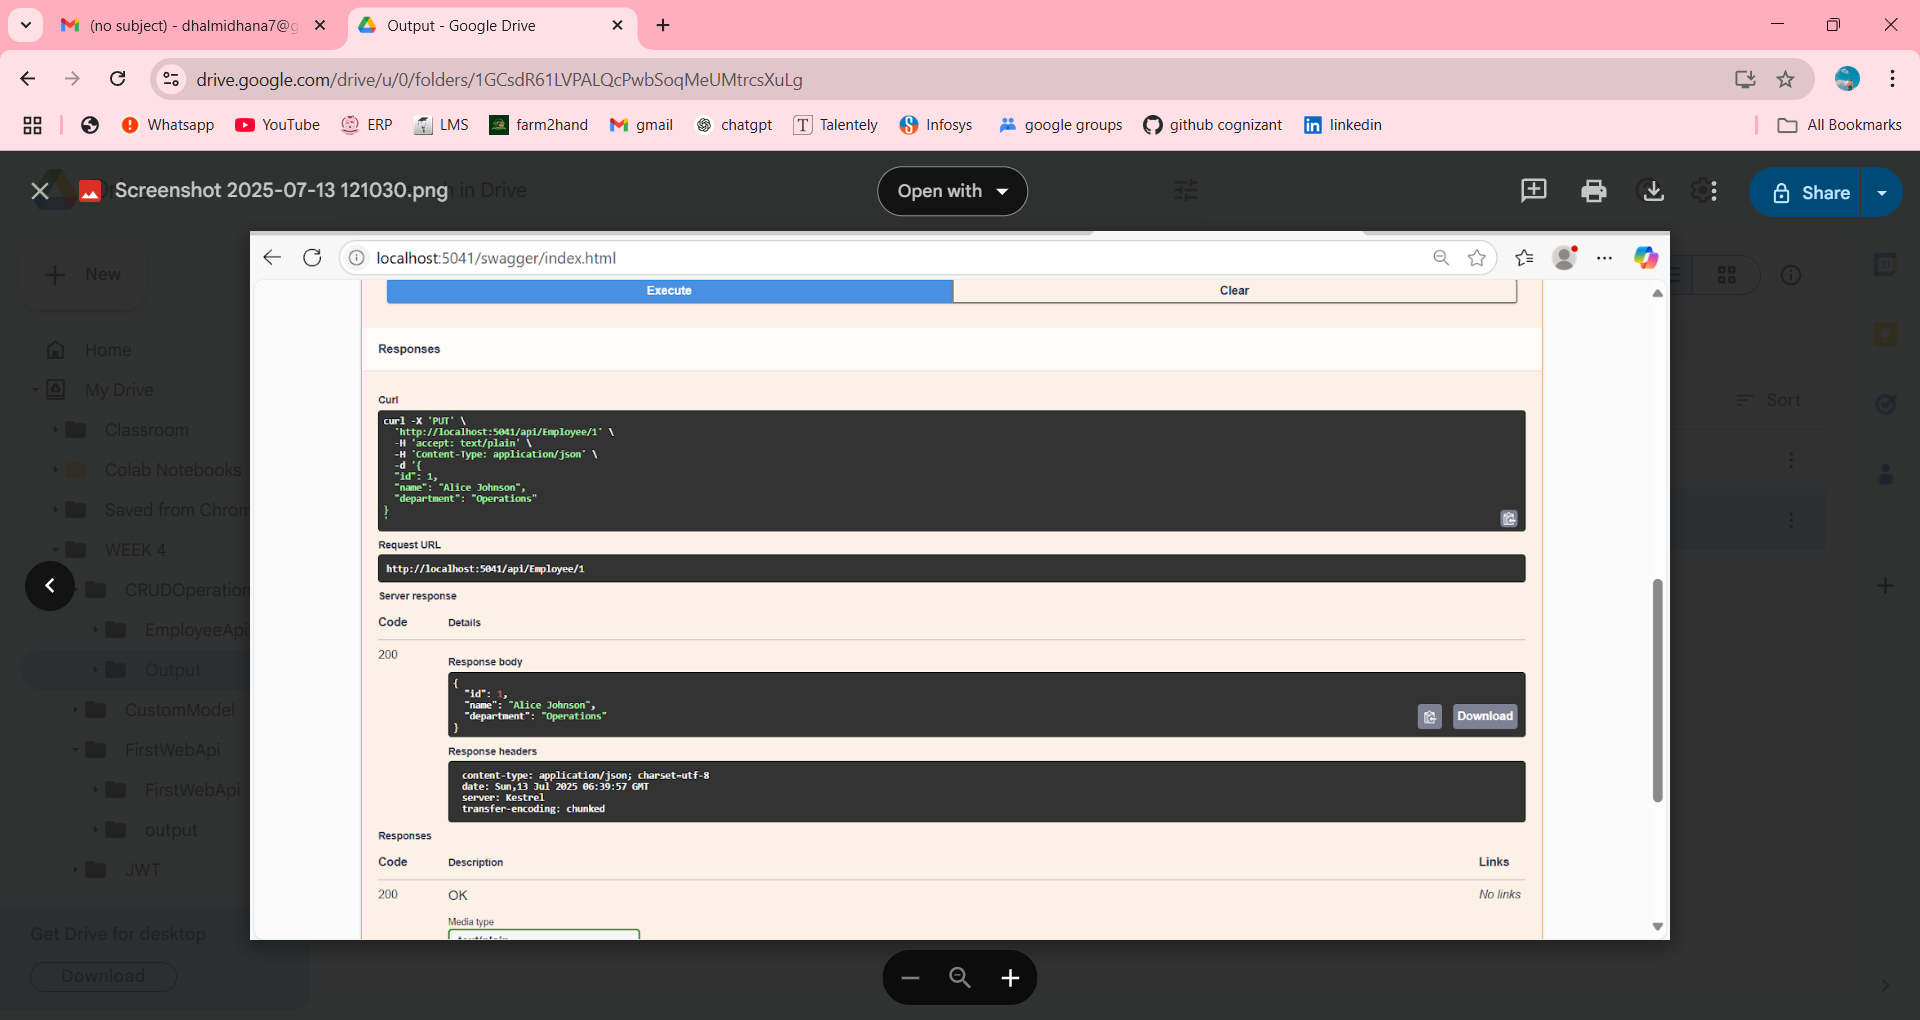 (no subject) - dhalmidhana7@g
Output - Google Drive
drive.google.com/drive/u/0/folders/1GCsdR61LVPALQcPwbSoqMeUMtrcsXuLg
Whatsapp YouTube ERP LMS farm2hand gmail chatgpt Talentely Infosys google groups github cognizant linkedin All Bookmarks
Screenshot 2025-07-13 121030.png in Drive
Open with
Share
New
Home
My Drive
Classroom
Colab Notebooks
Saved from Chrom
WEEK 4
CRUDOperation
EmployeeApi
Output
CustomModel
FirstWebApi
FirstWebApi
output
JWT
Get Drive for desktop
Download
Sort
localhost:5041/swagger/index.html
Execute Clear
Responses
Curl
curl -X 'PUT' \
'http://localhost:5041/api/Employee/1' \
-H 'accept: text/plain' \
-H 'Content-Type: application/json' \
-d '{
"id": 1,
"name": "Alice Johnson",
"department": "Operations"
}
'
Request URL
http://localhost:5041/api/Employee/1
Server response
Code Details
200
Response body
{
"id": 1,
"name": "Alice Johnson",
"department": "Operations"
}
Download
Response headers
content-type: application/json; charset=utf-8
date: Sun,13 Jul 2025 06:39:57 GMT
server: Kestrel
transfer-encoding: chunked
Responses
Code Description Links
200 OK No links
Media type